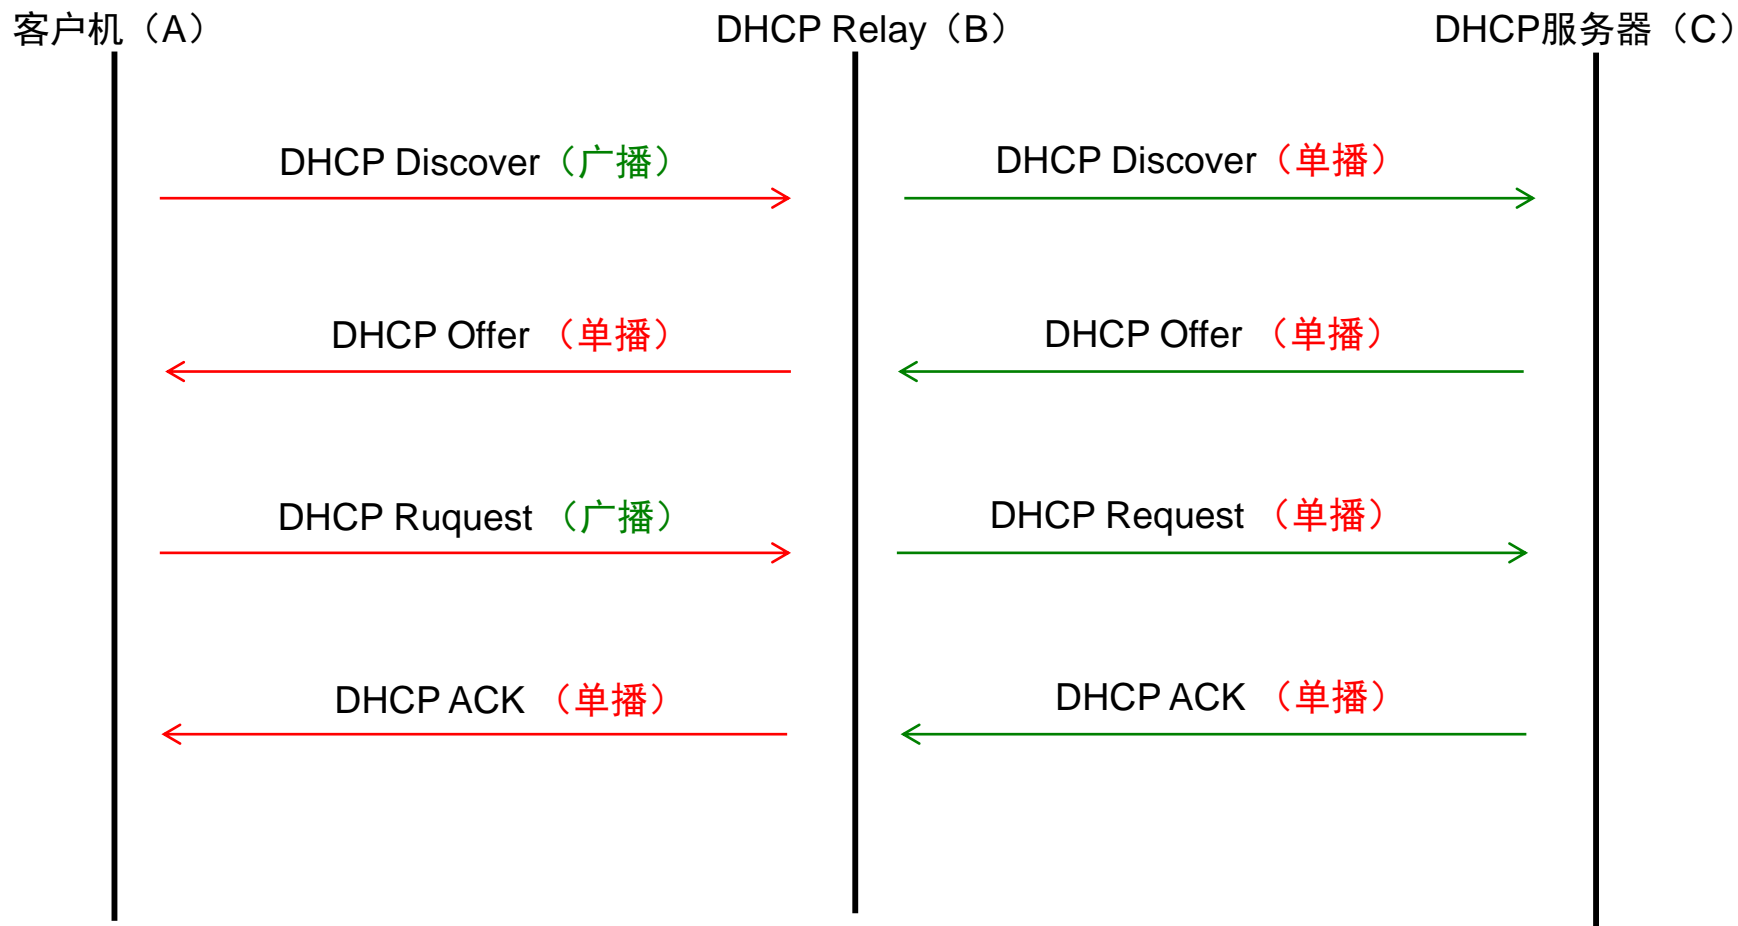 客户机（A）
DHCP Relay（B）
DHCP服务器（C）
DHCP Discover（广播）
DHCP Discover（单播）
DHCP Offer （单播）
DHCP Offer （单播）
DHCP Ruquest （广播）
DHCP Request （单播）
DHCP ACK （单播）
DHCP ACK （单播）